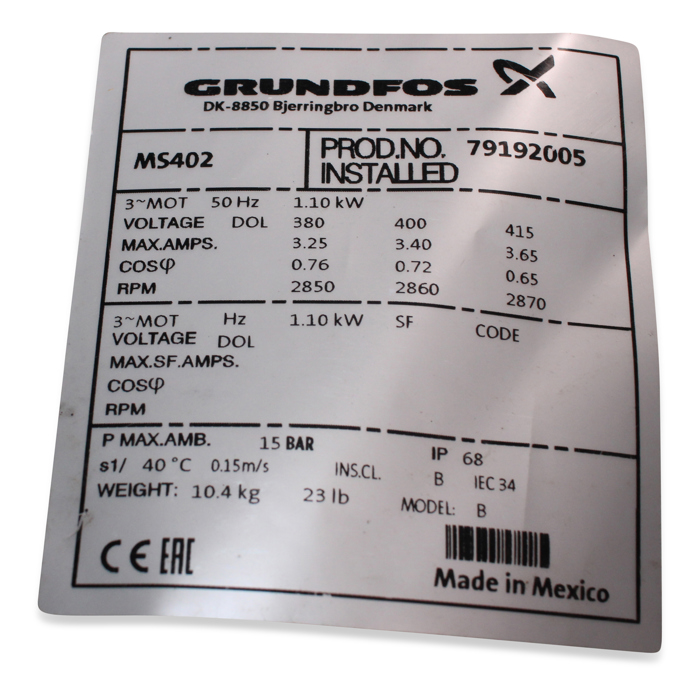 GRUNDFOS
DK-8850 Bjerringbro Denmark
MS402 PROD.NO. 79192005
INSTALLED
3~MOT 50 Hz 1.10 kW
VOLTAGE DOL 380 400 415
MAX.AMPS. 3.25 3.40 3.65
COSφ 0.76 0.72 0.65
RPM 2850 2860 2870
3~MOT Hz 1.10 kW SF CODE
VOLTAGE DOL
MAX.SF.AMPS.
COSφ
RPM
P MAX.AMB. 15 BAR IP 68
s1/ 40 °C 0.15m/s INS.CL. B IEC 34
WEIGHT: 10.4 kg 23 lb MODEL: B
CE EAC
Made in Mexico